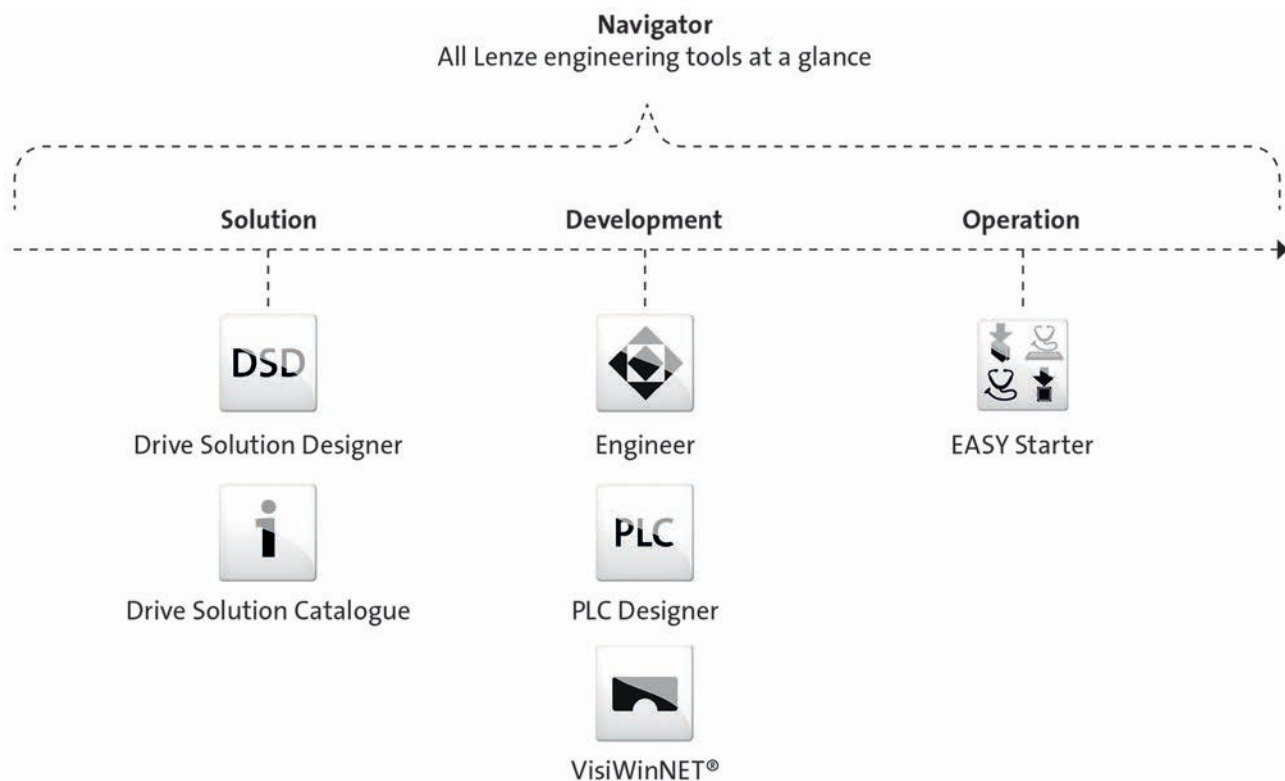 Navigator
All Lenze engineering tools at a glance
Solution
Development
Operation
DSD
Drive Solution Designer
Engineer
EASY Starter
i
Drive Solution Catalogue
PLC
PLC Designer
VisiWinNET®